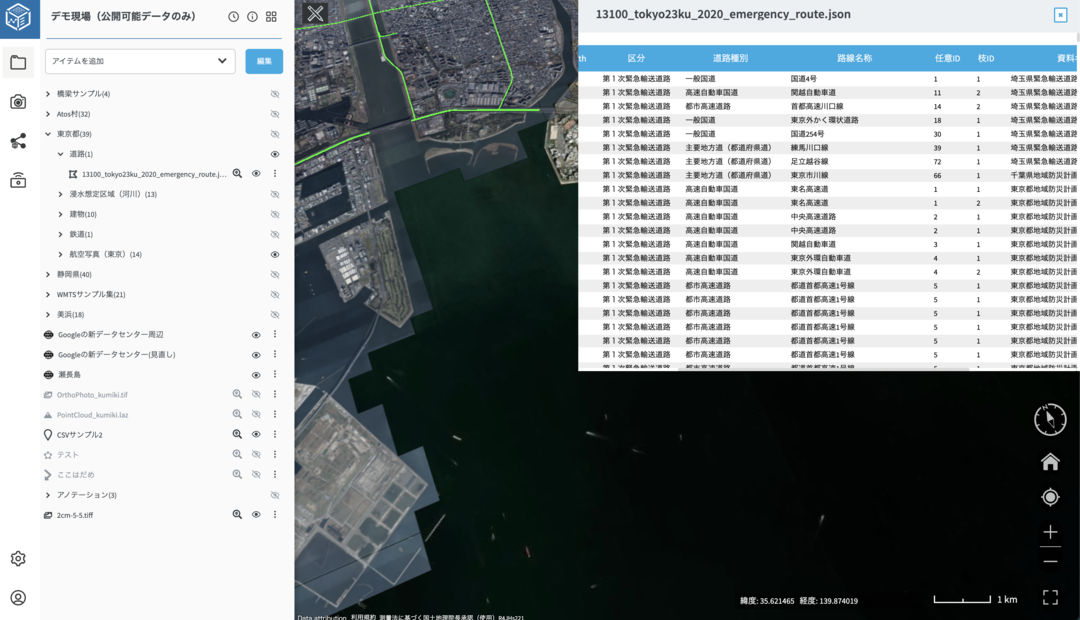 デモ現場（公開可能データのみ）
アイテムを追加
編集
橋梁サンプル(4)
Atos村(32)
東京都(39)
道路(1)
13100_tokyo23ku_2020_emergency_route.j...
浸水想定区域（河川）(13)
建物(10)
鉄道(1)
航空写真（東京）(14)
静岡県(40)
WMTSサンプル集(21)
美浜(18)
Googleの新データセンター周辺
Googleの新データセンター(見直し)
瀬長島
OrthoPhoto_kumiki.tif
PointCloud_kumiki.laz
CSVサンプル2
テスト
ここはだめ
アノテーション(3)
2cm-5-5.tiff
13100_tokyo23ku_2020_emergency_route.json
th 区分 道路種別 路線名称 任意ID 枝ID 資料
第１次緊急輸送道路 一般国道 国道4号 1 1 埼玉県緊急輸送道路
第１次緊急輸送道路 高速自動車国道 関越自動車道 11 2 埼玉県緊急輸送道路
第１次緊急輸送道路 都市高速道路 首都高速川口線 14 2 埼玉県緊急輸送道路
第１次緊急輸送道路 一般国道 東京外かく環状道路 18 1 埼玉県緊急輸送道路
第１次緊急輸送道路 一般国道 国道254号 30 1 埼玉県緊急輸送道路
第１次緊急輸送道路 主要地方道（都道府県道） 練馬川口線 39 1 埼玉県緊急輸送道路
第１次緊急輸送道路 主要地方道（都道府県道） 足立越谷線 72 1 埼玉県緊急輸送道路
第１次緊急輸送道路 主要地方道（都道府県道） 東京市川線 66 1 千葉県地域防災計画
第１次緊急輸送道路 高速自動車国道 東名高速道 1 1 東京都地域防災計画
第１次緊急輸送道路 高速自動車国道 東名高速道 1 2 東京都地域防災計画
第１次緊急輸送道路 高速自動車国道 中央高速道路 2 1 東京都地域防災計画
第１次緊急輸送道路 高速自動車国道 中央高速道路 2 1 東京都地域防災計画
第１次緊急輸送道路 高速自動車国道 関越自動車道 3 1 東京都地域防災計画
第１次緊急輸送道路 高速自動車国道 東京外環自動車道 4 1 東京都地域防災計画
第１次緊急輸送道路 高速自動車国道 東京外環自動車道 4 2 東京都地域防災計画
第１次緊急輸送道路 都市高速道路 都道首都高速1号線 5 1 東京都地域防災計画
第１次緊急輸送道路 都市高速道路 都道首都高速1号線 5 1 東京都地域防災計画
第１次緊急輸送道路 都市高速道路 都道首都高速1号線 5 1 東京都地域防災計画
第１次緊急輸送道路 都市高速道路 都道首都高速1号線 5 1 東京都地域防災計画
第１次緊急輸送道路 都市高速道路 都道首都高速1号線 5 1 東京都地域防災計画
第１次緊急輸送道路 都市高速道路 都道首都高速1号線 5 1 東京都地域防災計画
第１次緊急輸送道路 都市高速道路 都道首都高速1号線 5 1 東京都地域防災計画
N
緯度: 35.621465 経度: 139.874019
1 km
Data attribution 利用規約 測量法に基づく国土地理院長承認（使用）R4JHs221